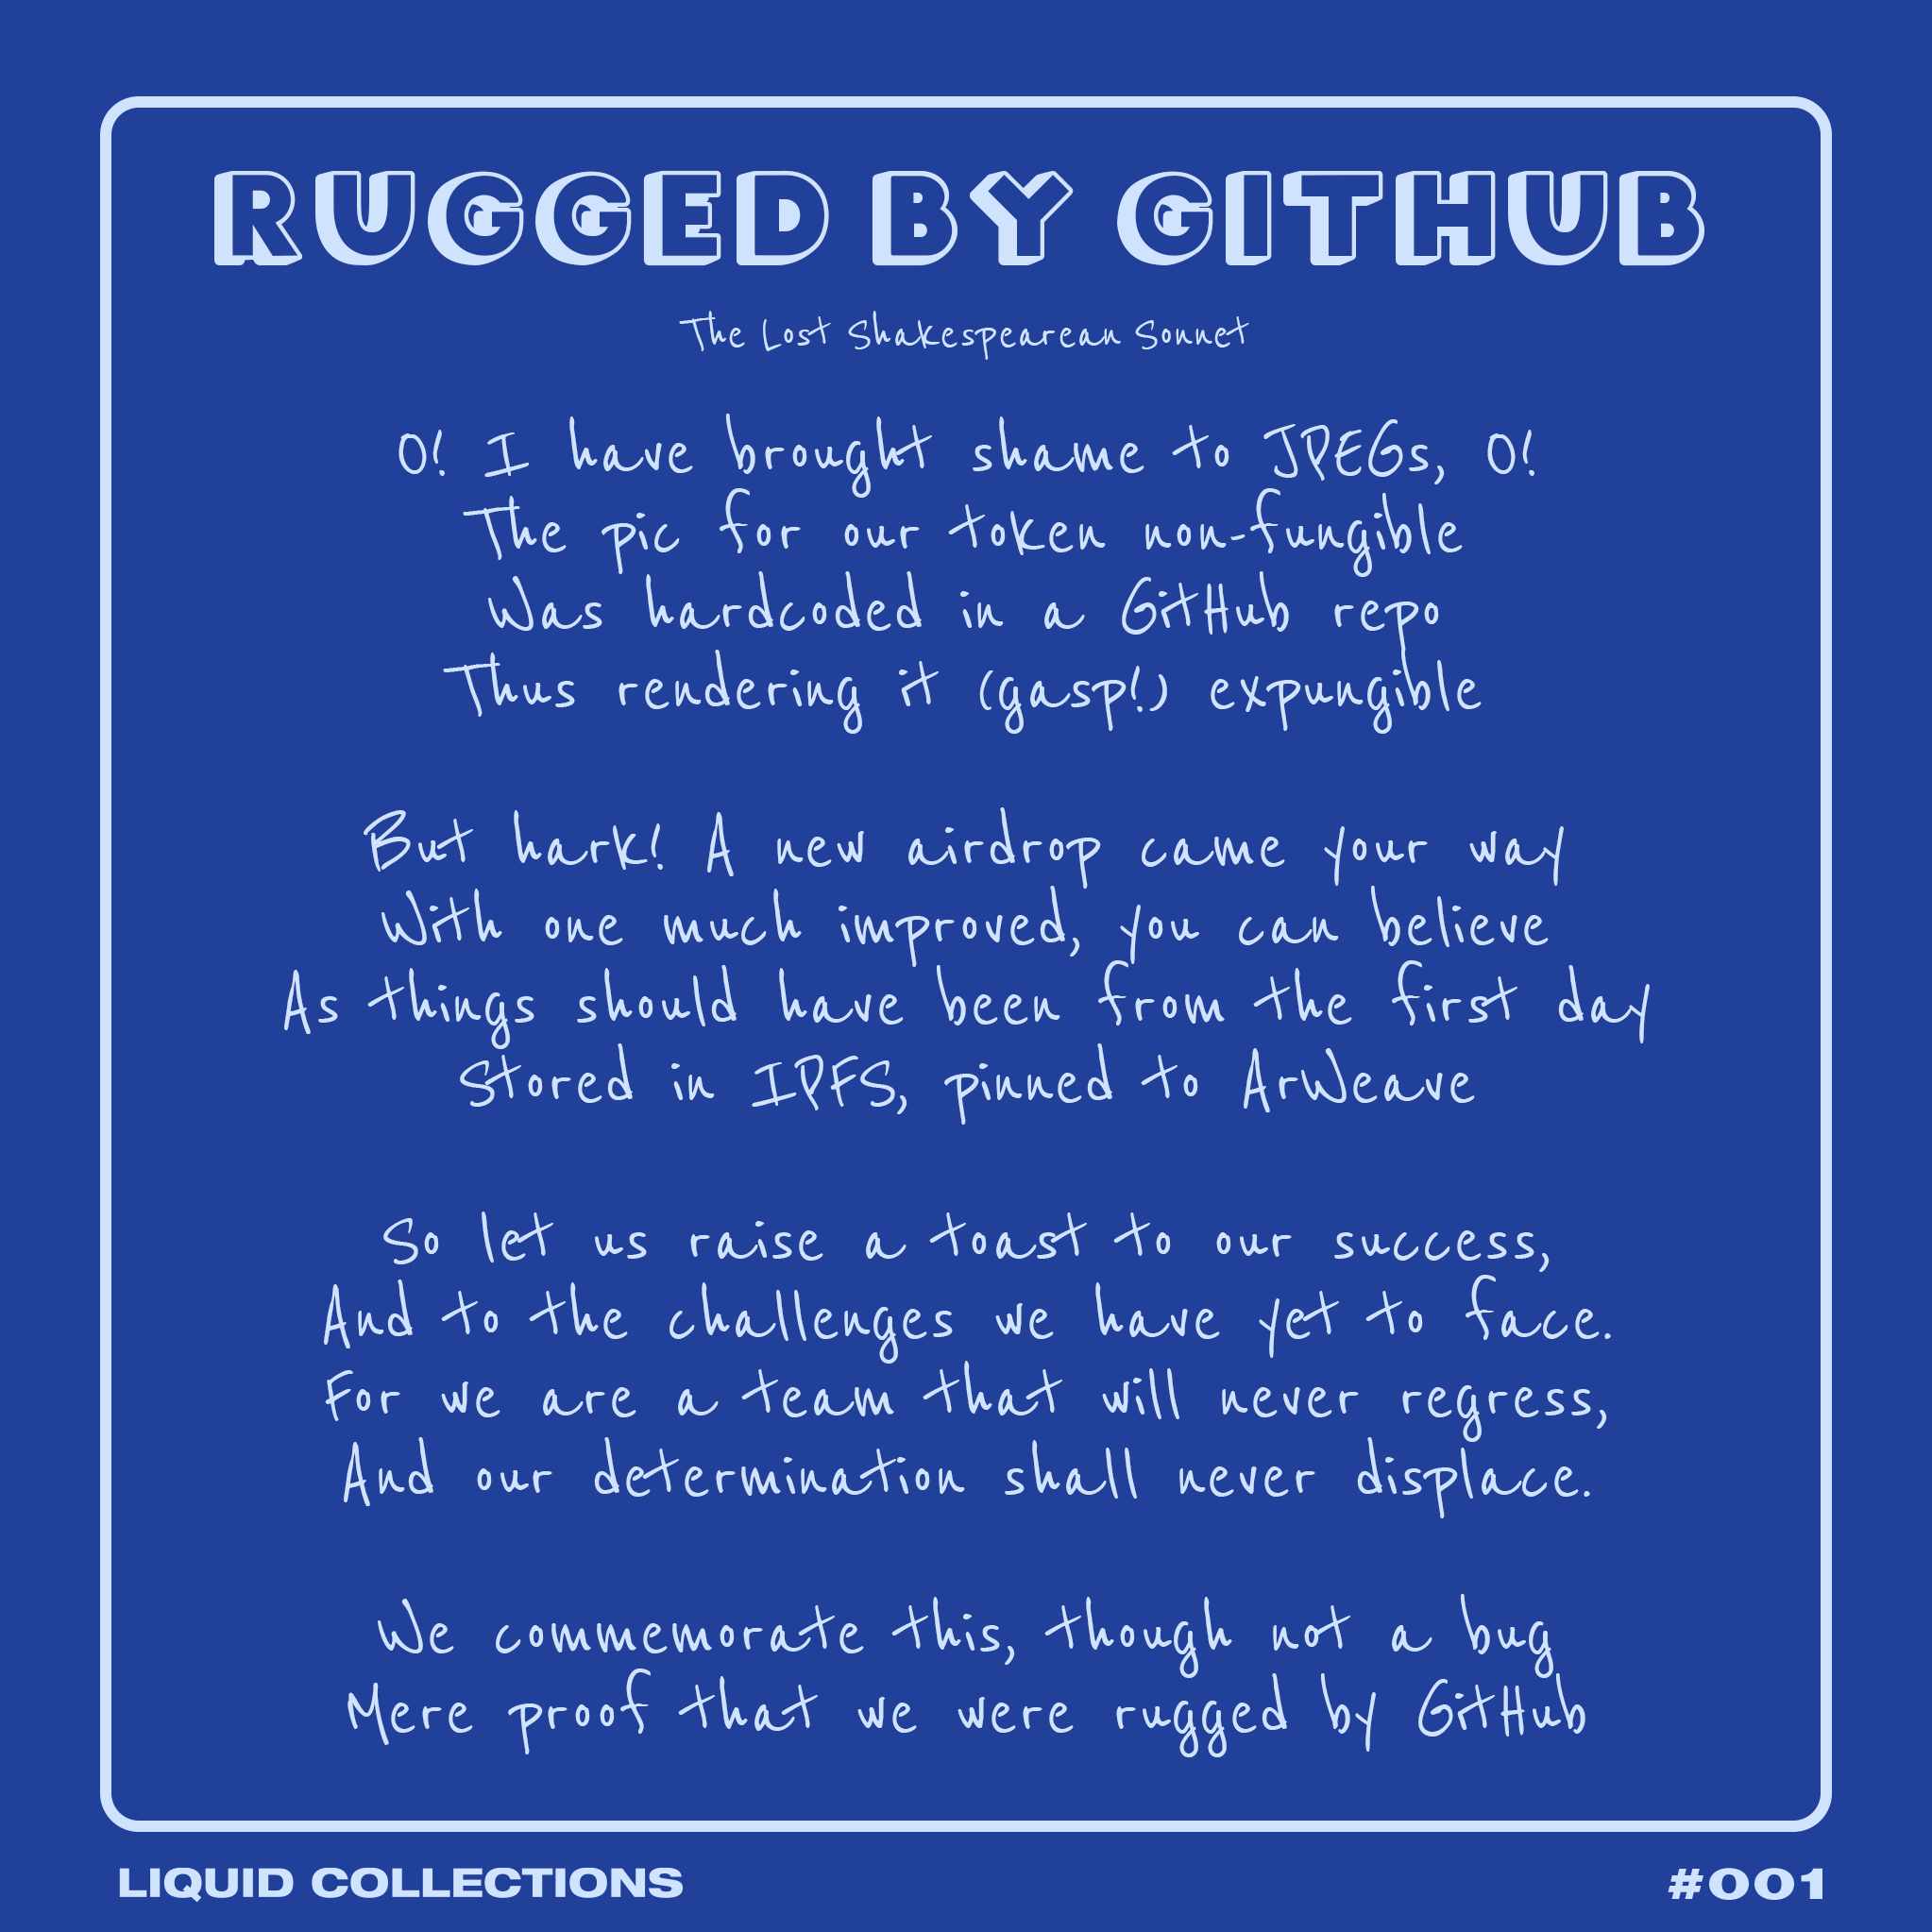 RUGGED BY GITHUB
The Lost Shakespearean Sonnet
O! I have brought shame to JPEGs, O!
The pic for our token non-fungible
Was hardcoded in a GitHub repo
Thus rendering it (gasp!) expungible
But hark! A new airdrop came your way
With one much improved, you can believe
As things should have been from the first day
Stored in IPFS, pinned to ArWeave
So let us raise a toast to our success,
And to the challenges we have yet to face.
For we are a team that will never regress,
And our determination shall never displace.
We commemorate this, though not a bug
Mere proof that we were rugged by GitHub
LIQUID COLLECTIONS
#001